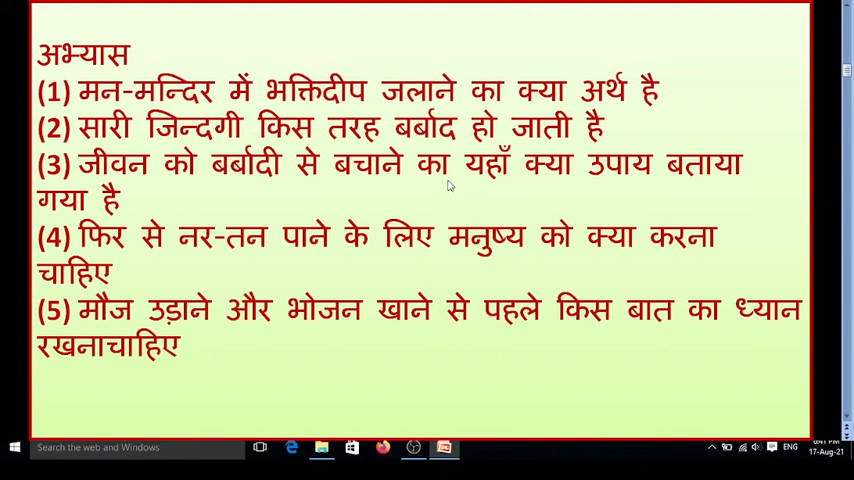 अभ्यास
(1) मन-मन्दिर में भक्तिदीप जलाने का क्या अर्थ है
(2) सारी जिन्दगी किस तरह बर्बाद हो जाती है
(3) जीवन को बर्बादी से बचाने का यहाँ क्या उपाय बताया
गया है
(4) फिर से नर-तन पाने के लिए मनुष्य को क्या करना
चाहिए
(5) मौज उड़ाने और भोजन खाने से पहले किस बात का ध्यान
रखनाचाहिए
Search the web and Windows
ENG
17-Aug-21